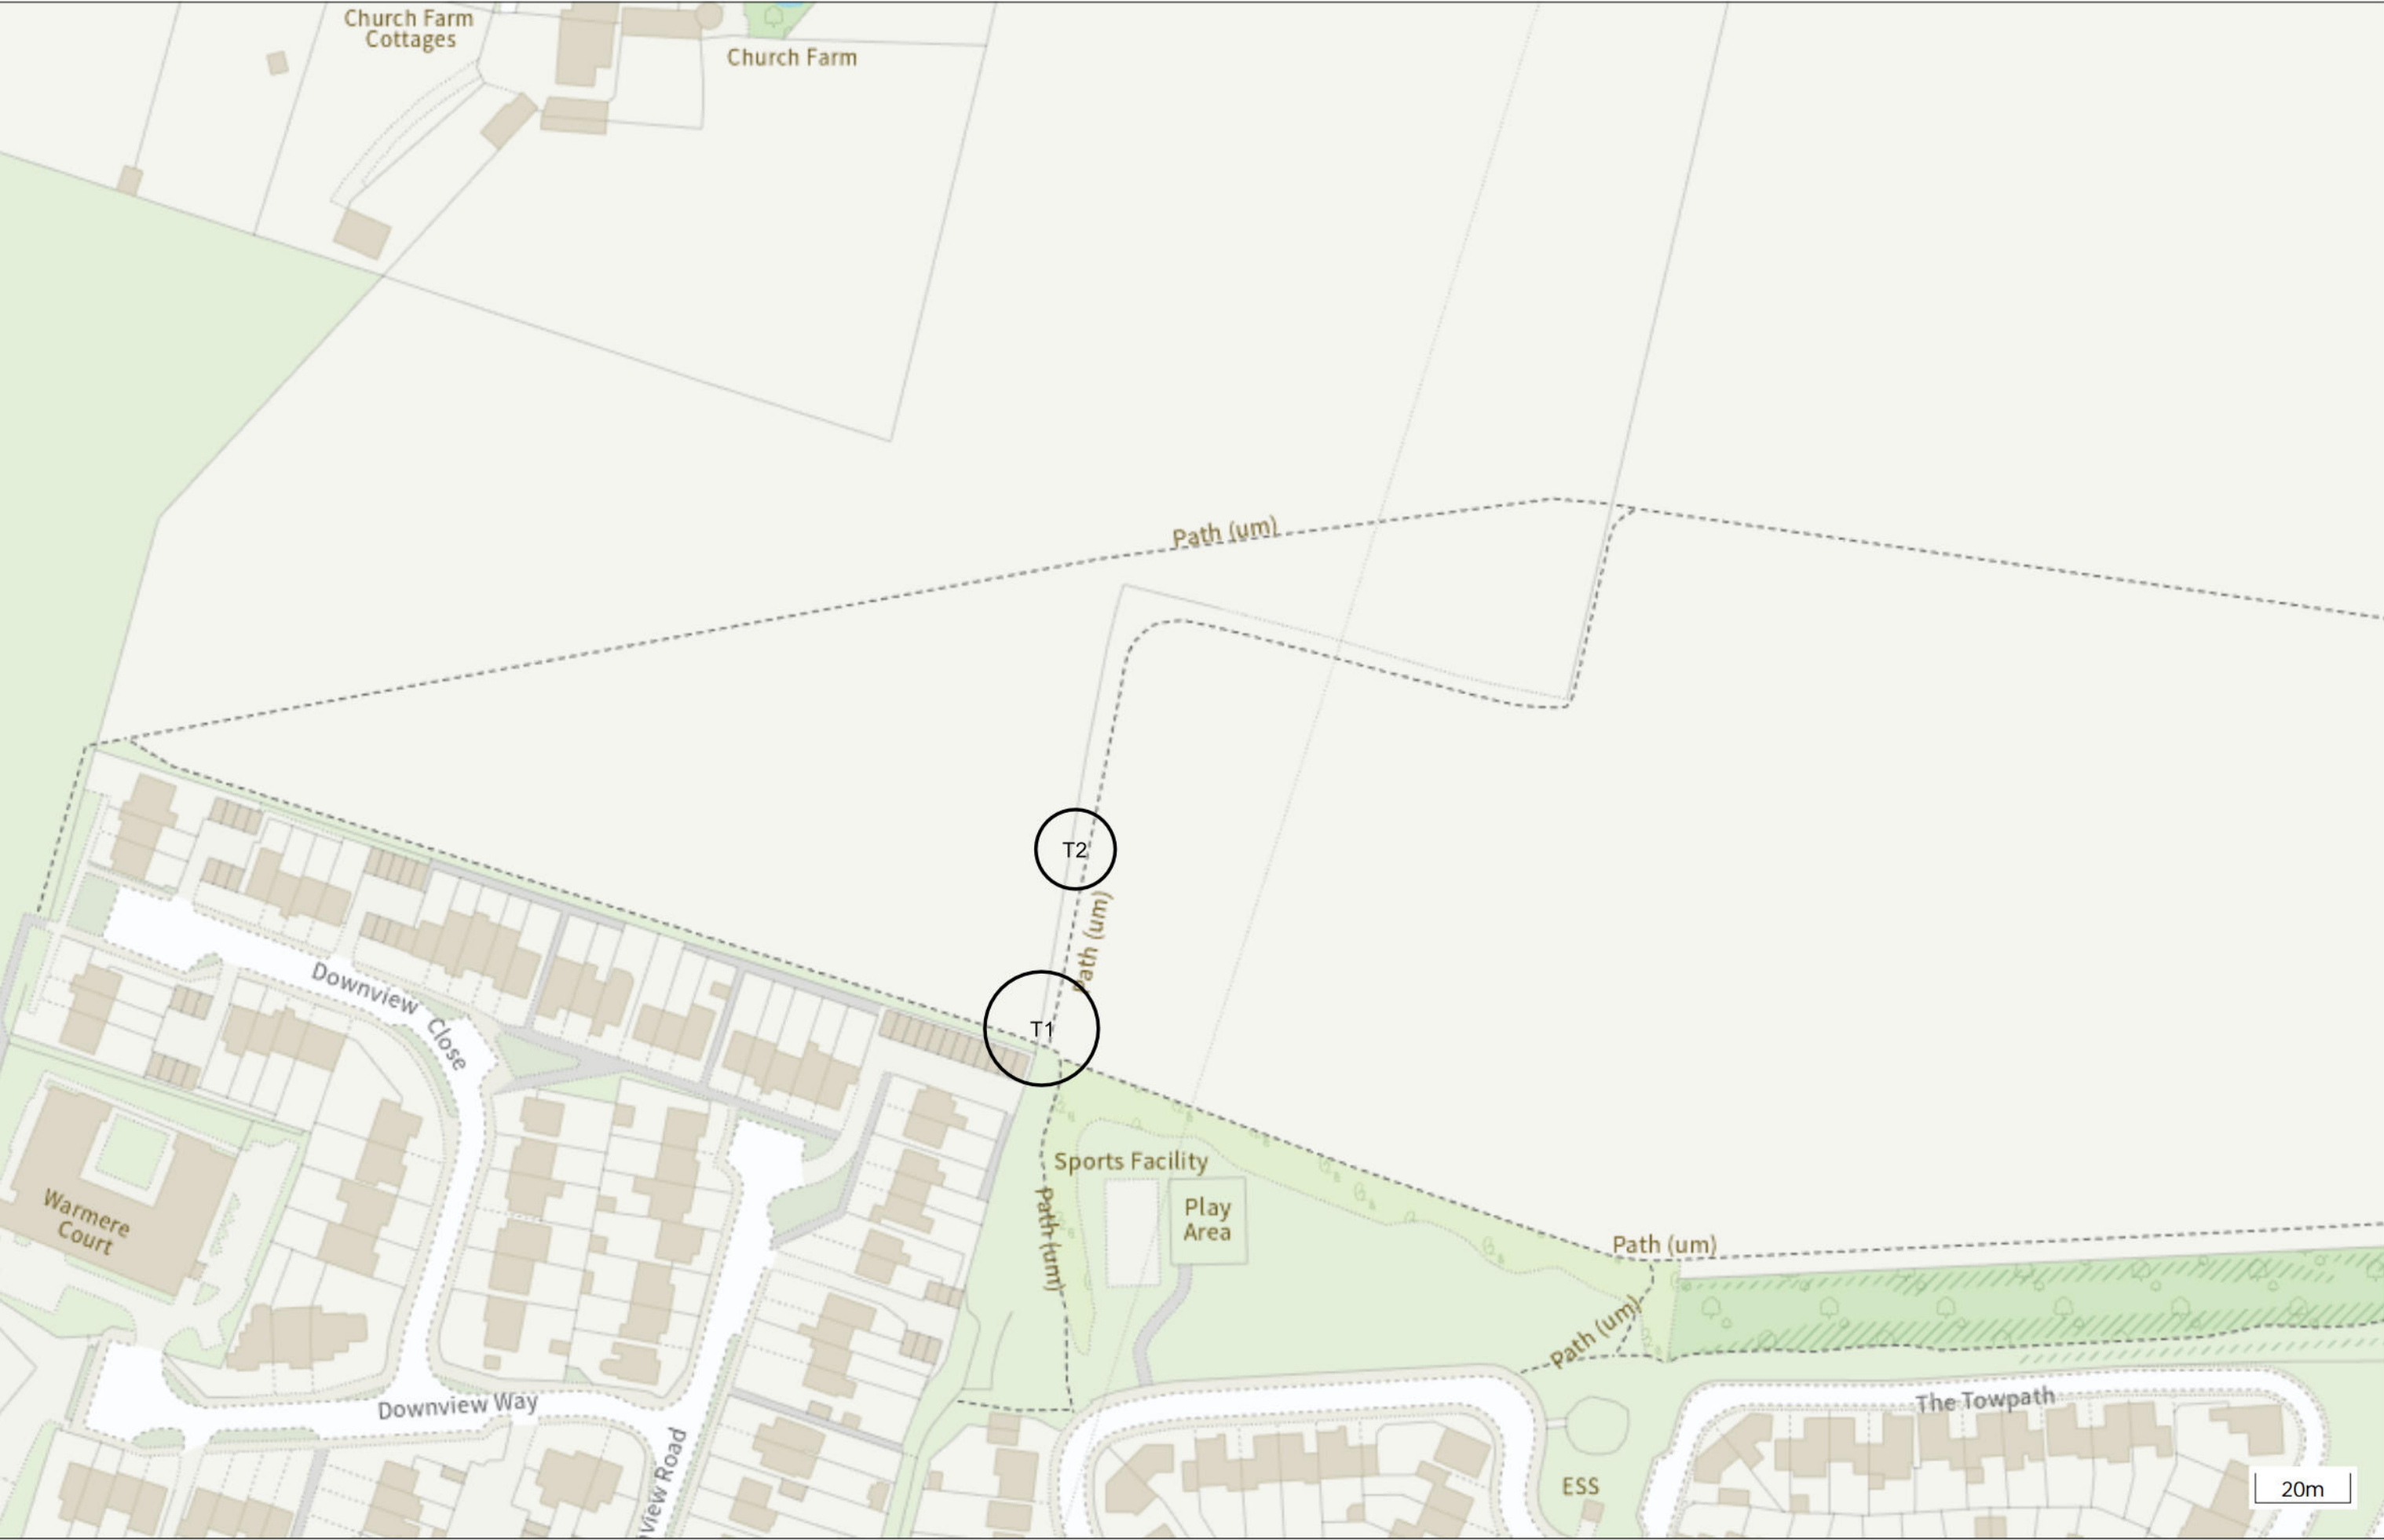 Church Farm
Cottages
Church Farm
Path (um)
T2
Path (um)
T1
Downview Close
Sports Facility
Play
Area
Path (um)
Warmere
Court
Path (um)
Path (um)
Downview Way
The Towpath
view Road
ESS
20m